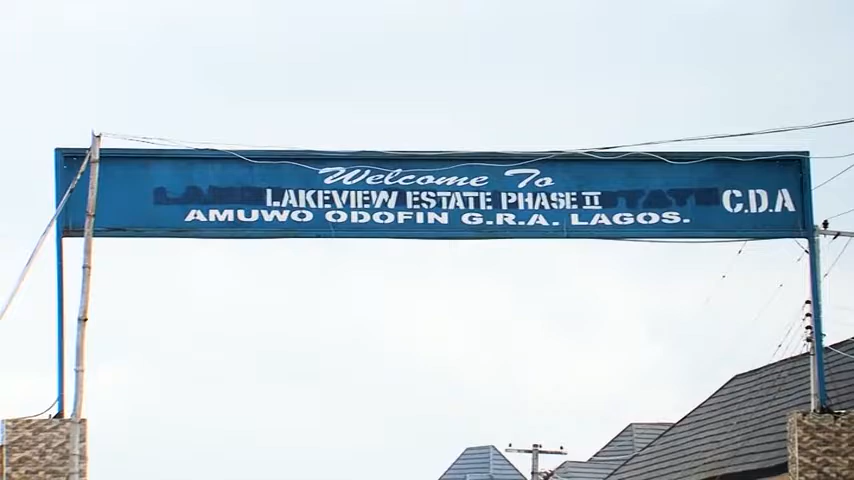 Welcome To
LAKEVIEW ESTATE PHASE II C.D.A
AMUWO ODOFIN G.R.A. LAGOS.